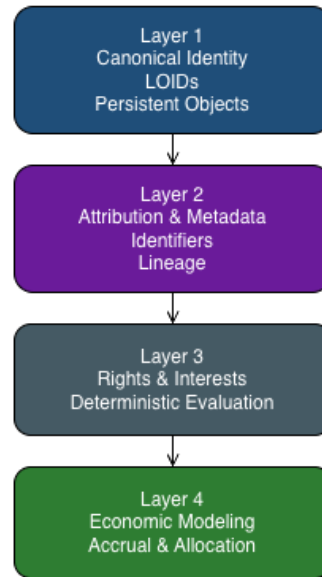 Layer 1
Canonical Identity
LOIDs
Persistent Objects
Layer 2
Attribution & Metadata
Identifiers
Lineage
Layer 3
Rights & Interests
Deterministic Evaluation
Layer 4
Economic Modeling
Accrual & Allocation